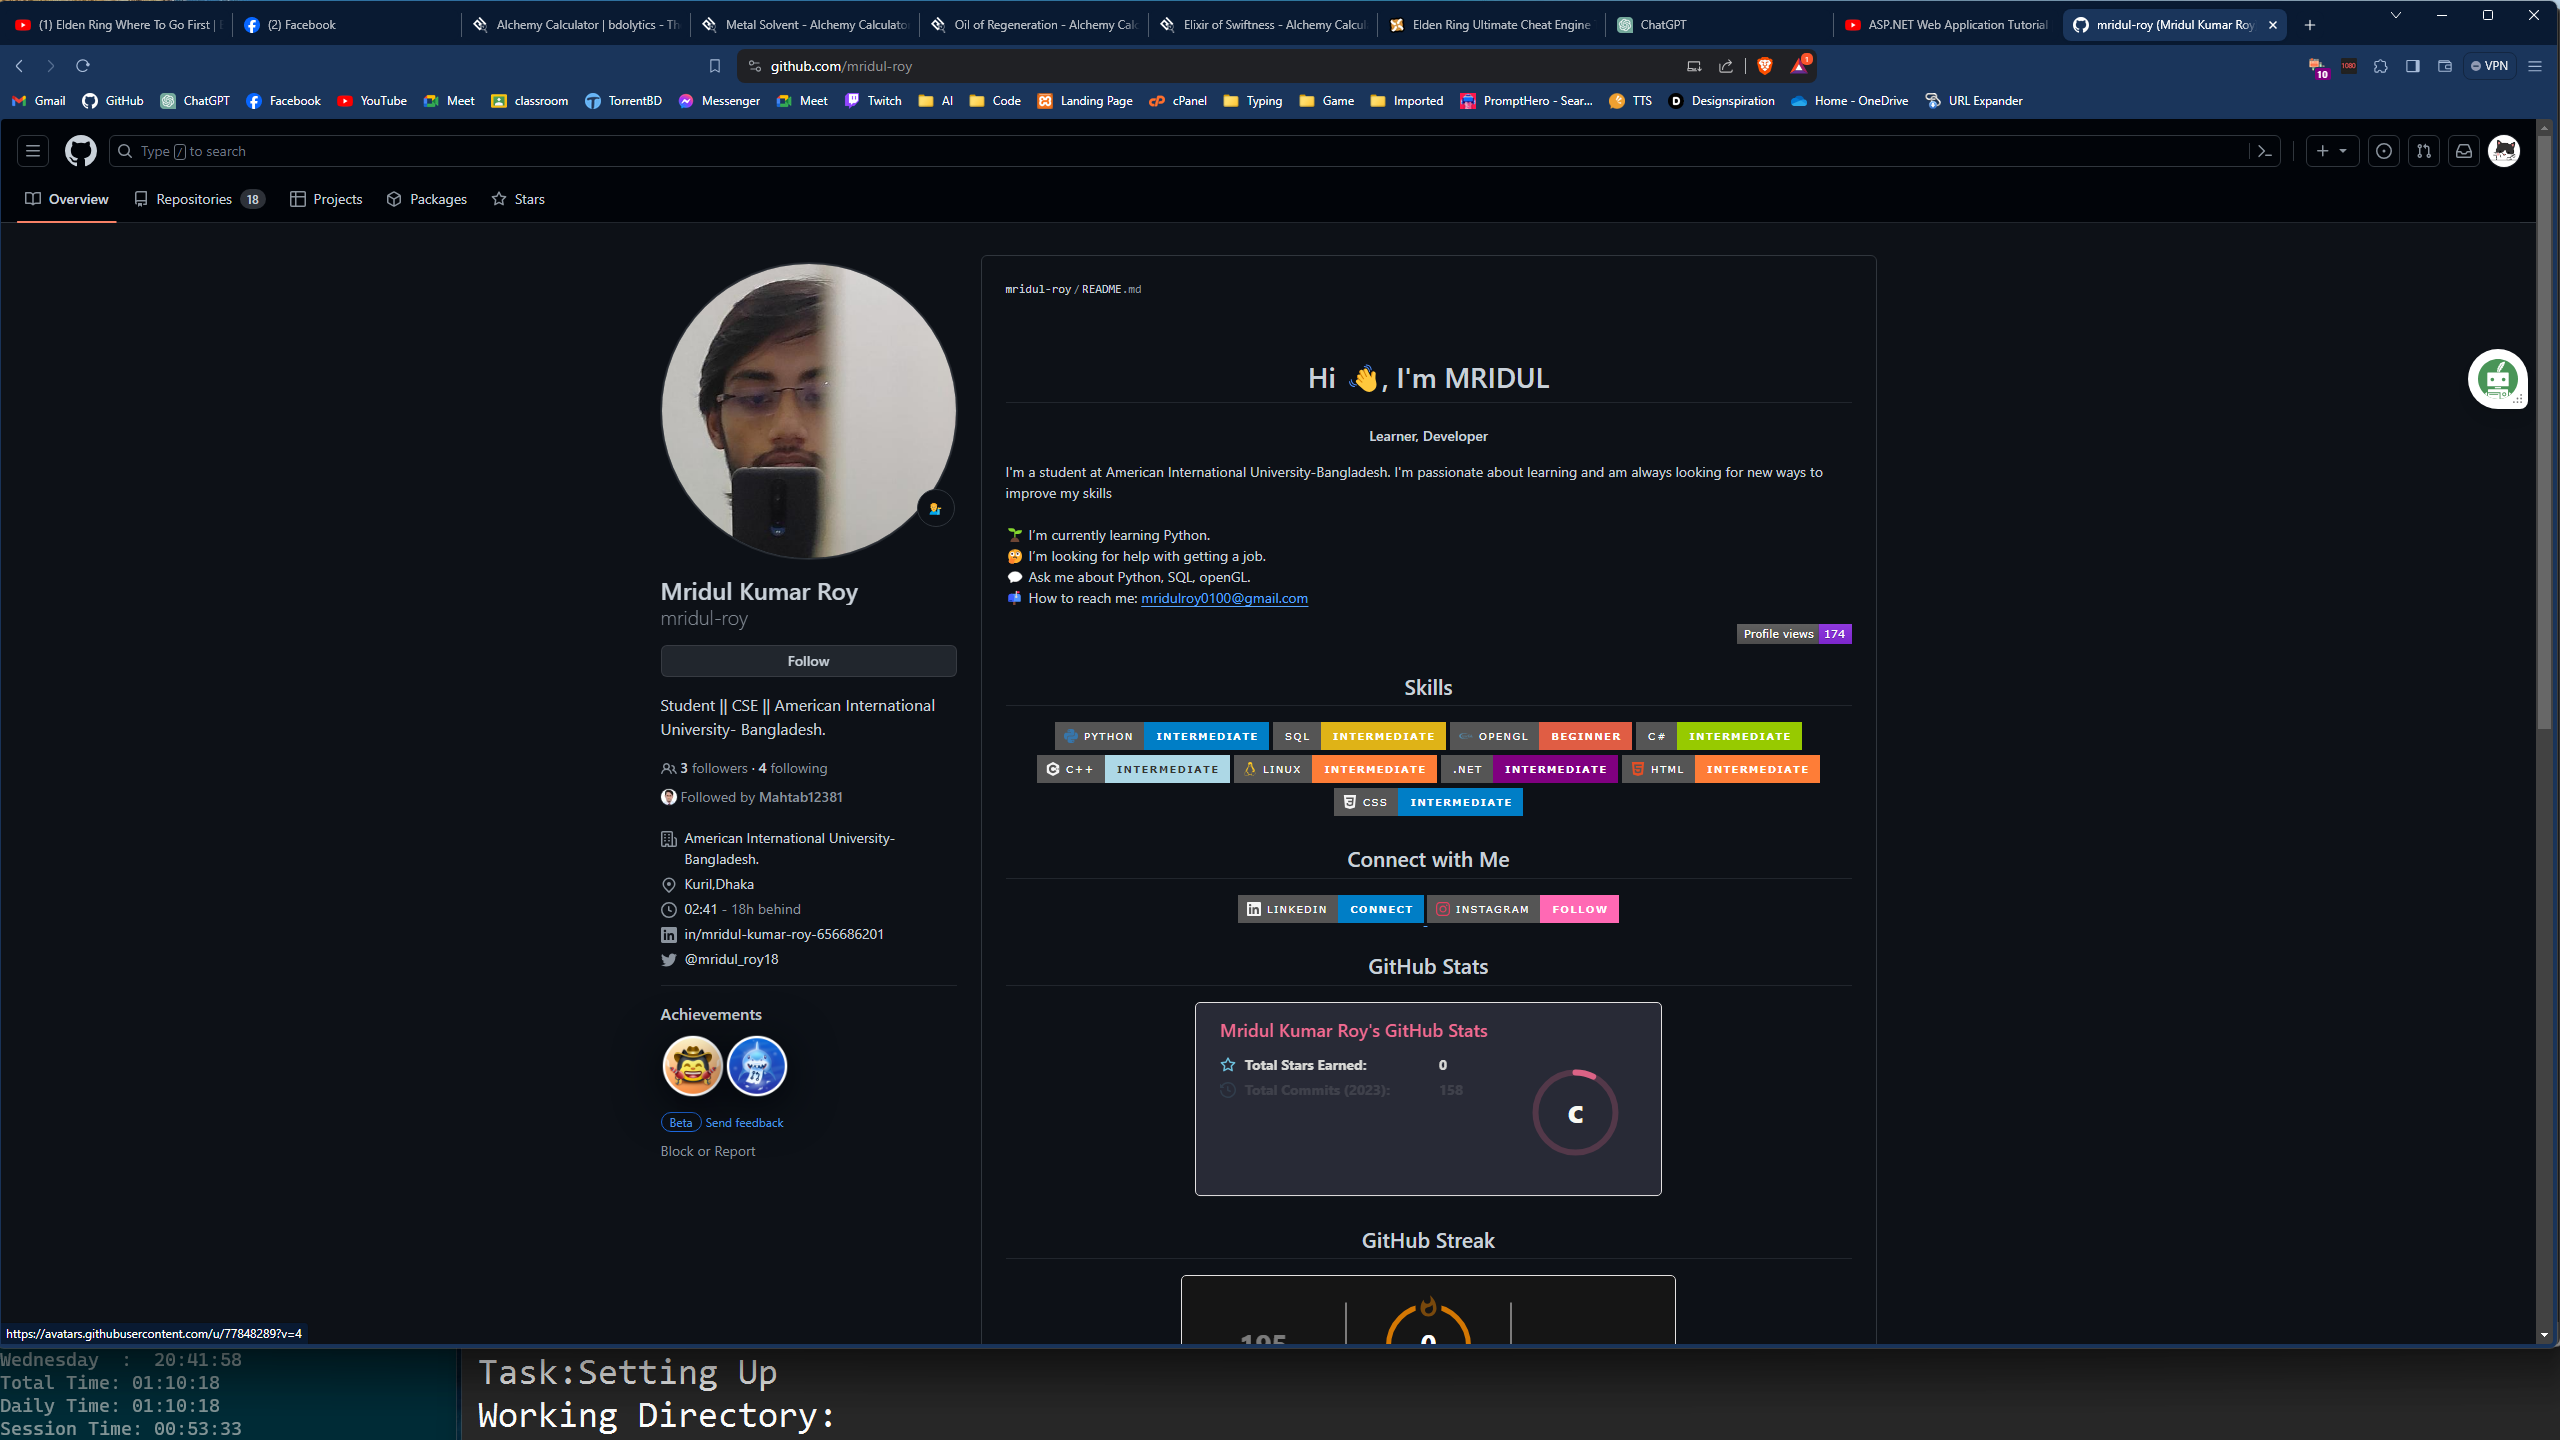 (1) Elden Ring Where To Go First |
(2) Facebook
Alchemy Calculator | bdolytics - Th
Metal Solvent - Alchemy Calculator
Oil of Regeneration - Alchemy Calc
Elixir of Swiftness - Alchemy Calcul
Elden Ring Ultimate Cheat Engine
ChatGPT
ASP.NET Web Application Tutorial
mridul-roy (Mridul Kumar Roy
github.com/mridul-roy
1
10
1080
VPN
Gmail
GitHub
ChatGPT
Facebook
YouTube
Meet
classroom
TorrentBD
Messenger
Meet
Twitch
AI
Code
Landing Page
cPanel
Typing
Game
Imported
PromptHero - Sear...
TTS
Designspiration
Home - OneDrive
URL Expander
Type / to search
Overview
Repositories 18
Projects
Packages
Stars
mridul-roy/README.md
Hi 👋, I'm MRIDUL
Learner, Developer
I'm a student at American International University-Bangladesh. I'm passionate about learning and am always looking for new ways to
improve my skills
🌱 I’m currently learning Python.
🤔 I’m looking for help with getting a job.
💬 Ask me about Python, SQL, openGL.
📫 How to reach me: mridulroy0100@gmail.com
Profile views 174
Mridul Kumar Roy
mridul-roy
Follow
Student || CSE || American International
University- Bangladesh.
3 followers · 4 following
Followed by Mahtab12381
American International University-
Bangladesh.
Kuril,Dhaka
02:41 - 18h behind
in/mridul-kumar-roy-656686201
@mridul_roy18
Achievements
Beta Send feedback
Block or Report
Skills
PYTHON INTERMEDIATE SQL INTERMEDIATE OPENGL BEGINNER C# INTERMEDIATE
C++ INTERMEDIATE LINUX INTERMEDIATE .NET INTERMEDIATE HTML INTERMEDIATE
CSS INTERMEDIATE
Connect with Me
LINKEDIN CONNECT INSTAGRAM FOLLOW
GitHub Stats
Mridul Kumar Roy's GitHub Stats
Total Stars Earned: 0
Total Commits (2023): 158
C
GitHub Streak
195 0
https://avatars.githubusercontent.com/u/77848289?v=4
Wednesday : 20:41:58
Total Time: 01:10:18
Daily Time: 01:10:18
Session Time: 00:53:33
Task:Setting Up
Working Directory: